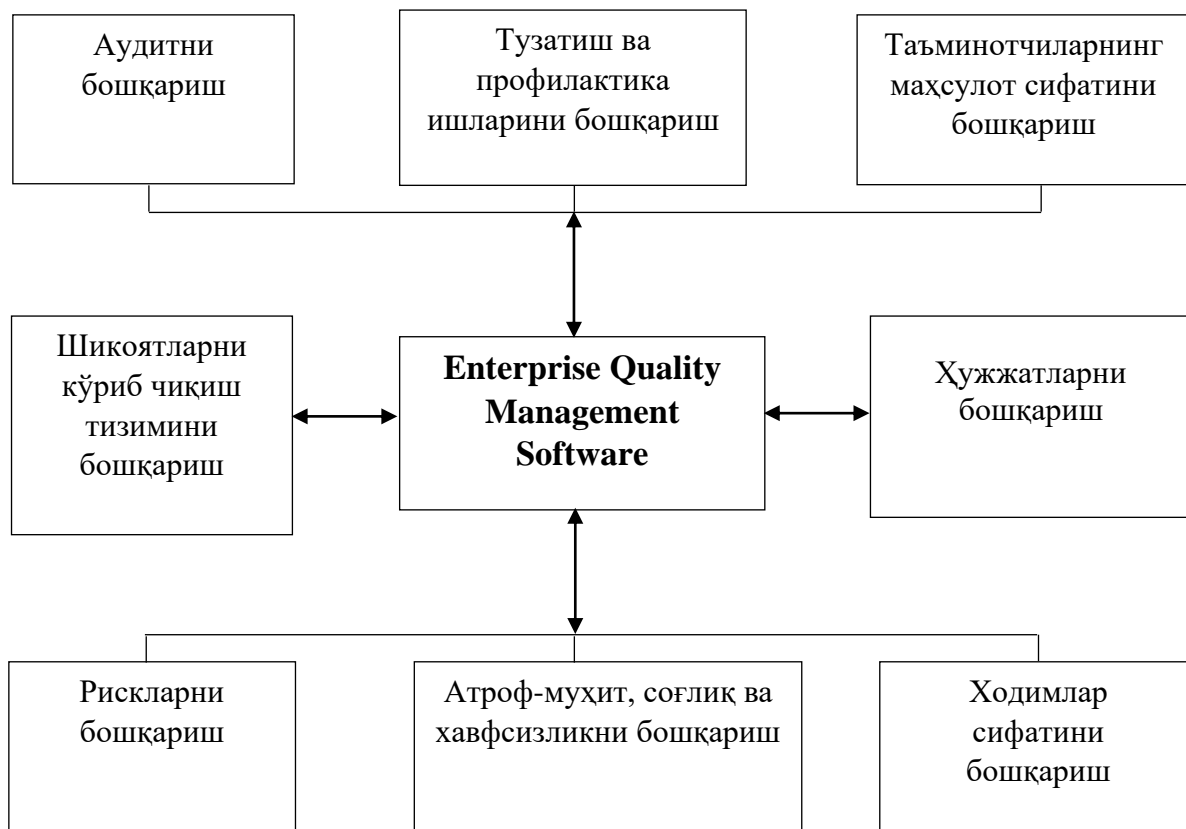 Аудитни
бошқариш
Тузатиш ва
профилактика
ишларини бошқариш
Таъминотчиларнинг
маҳсулот сифатини
бошқариш
Шикоятларни
кўриб чиқиш
тизимини
бошқариш
Enterprise Quality
Management
Software
Ҳужжатларни
бошқариш
Рискларни
бошқариш
Атроф-муҳит, соғлиқ ва
хавфсизликни бошқариш
Ходимлар
сифатини
бошқариш